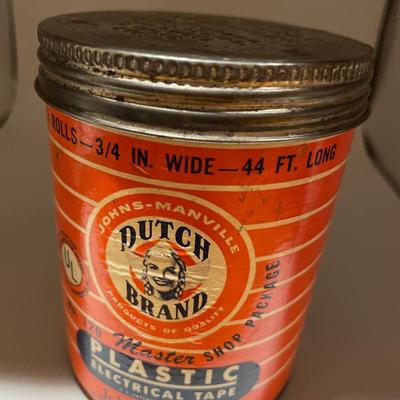 ROLLS—3/4 IN. WIDE—44 FT. LONG
JOHNS-MANVILLE
DUTCH
BRAND
PRODUCTS OF QUALITY
UL
20
Master SHOP PACKAGE
PLASTIC
ELECTRICAL TAPE